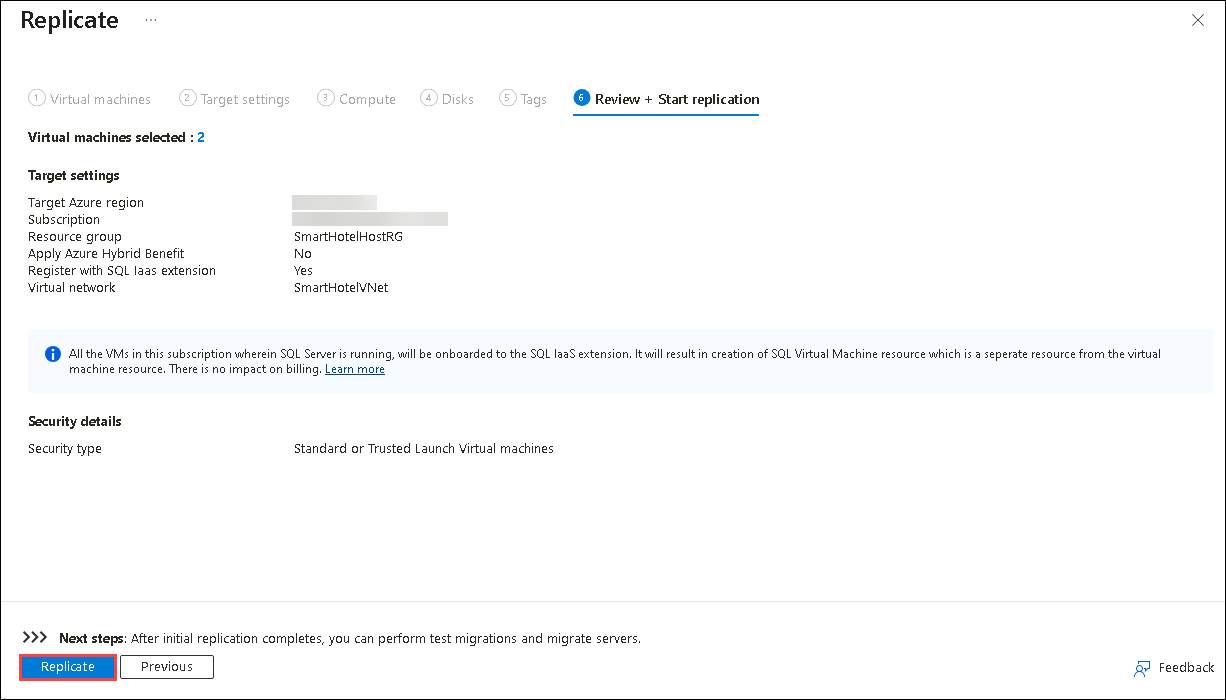 Replicate ...
1 Virtual machines 2 Target settings 3 Compute 4 Disks 5 Tags 6 Review + Start replication
Virtual machines selected : 2
Target settings
Target Azure region
Subscription
Resource group SmartHotelHostRG
Apply Azure Hybrid Benefit No
Register with SQL Iaas extension Yes
Virtual network SmartHotelVNet
All the VMs in this subscription wherein SQL Server is running, will be onboarded to the SQL IaaS extension. It will result in creation of SQL Virtual Machine resource which is a seperate resource from the virtual
machine resource. There is no impact on billing. Learn more
Security details
Security type Standard or Trusted Launch Virtual machines
Next steps: After initial replication completes, you can perform test migrations and migrate servers.
Replicate Previous
Feedback